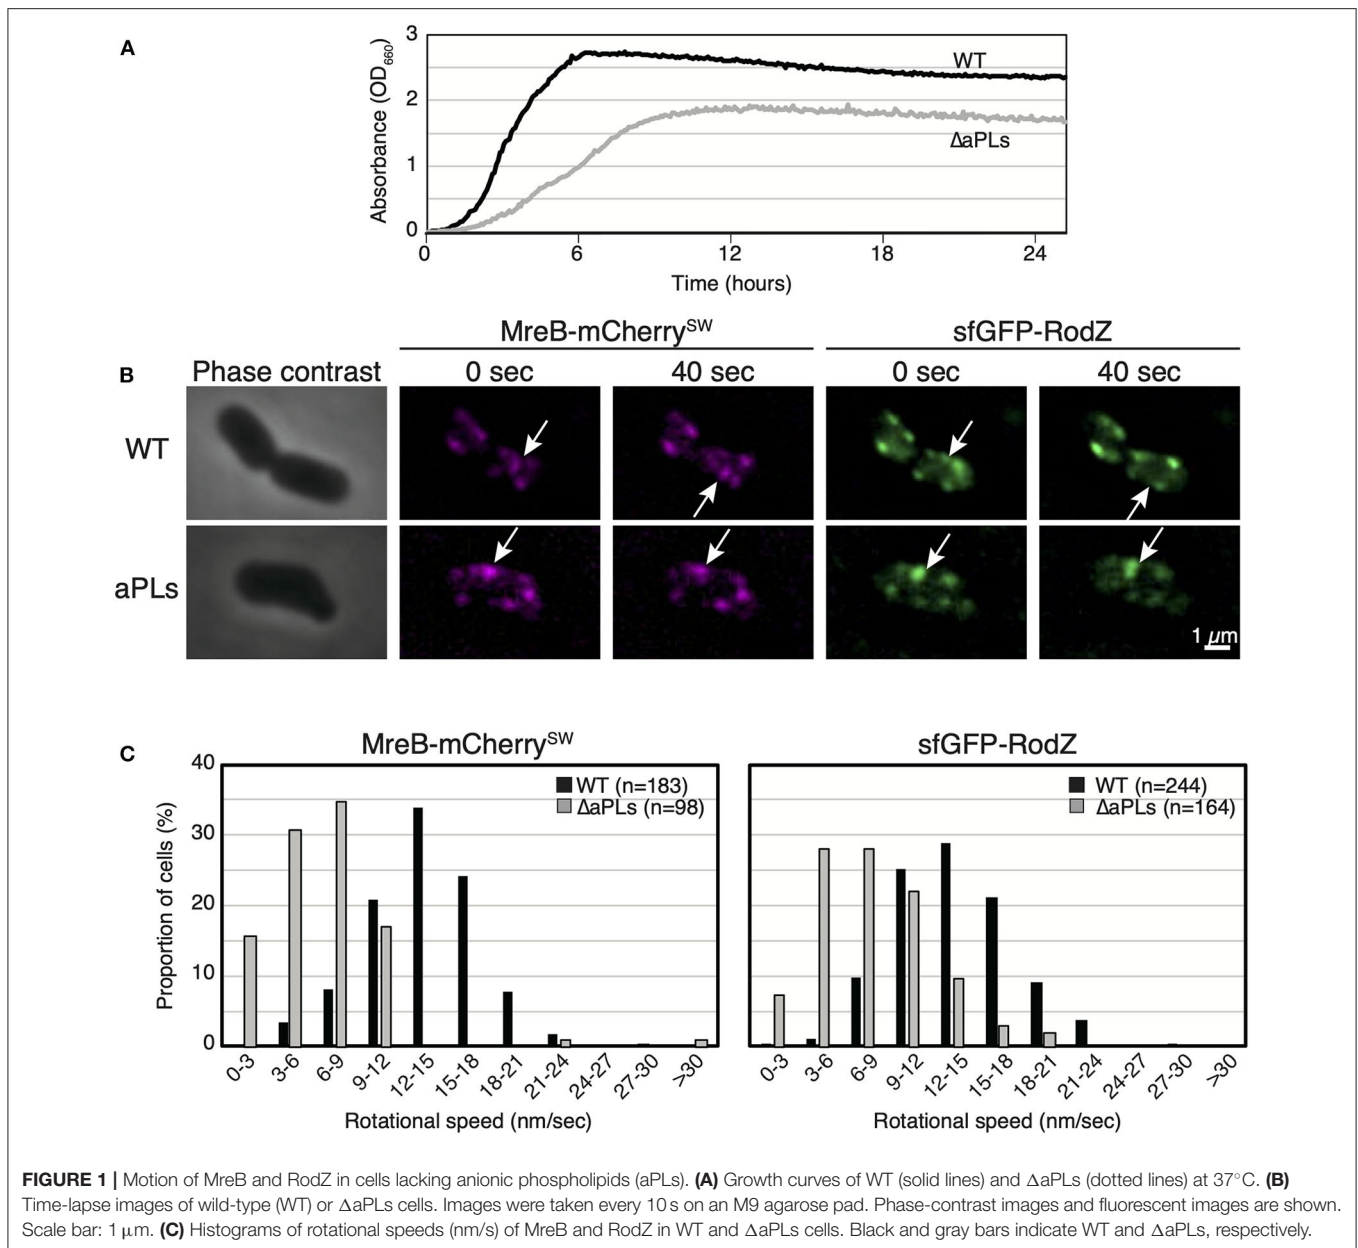 A
Absorbance (OD660)
3
2
1
0
WT
ΔaPLs
0 6 12 18 24
Time (hours)
MreB-mCherrySW sfGFP-RodZ
B
Phase contrast 0 sec 40 sec 0 sec 40 sec
WT
aPLs
1 μm
C
MreB-mCherrySW sfGFP-RodZ
Proportion of cells (%)
40
30
20
10
0
WT (n=183)
ΔaPLs (n=98)
WT (n=244)
ΔaPLs (n=164)
0-3 3-6 6-9 9-12 12-15 15-18 18-21 21-24 24-27 27-30 >30
0-3 3-6 6-9 9-12 12-15 15-18 18-21 21-24 24-27 27-30 >30
Rotational speed (nm/sec) Rotational speed (nm/sec)
FIGURE 1 | Motion of MreB and RodZ in cells lacking anionic phospholipids (aPLs). (A) Growth curves of WT (solid lines) and ΔaPLs (dotted lines) at 37°C. (B)
Time-lapse images of wild-type (WT) or ΔaPLs cells. Images were taken every 10 s on an M9 agarose pad. Phase-contrast images and fluorescent images are shown.
Scale bar: 1 μm. (C) Histograms of rotational speeds (nm/s) of MreB and RodZ in WT and ΔaPLs cells. Black and gray bars indicate WT and ΔaPLs, respectively.